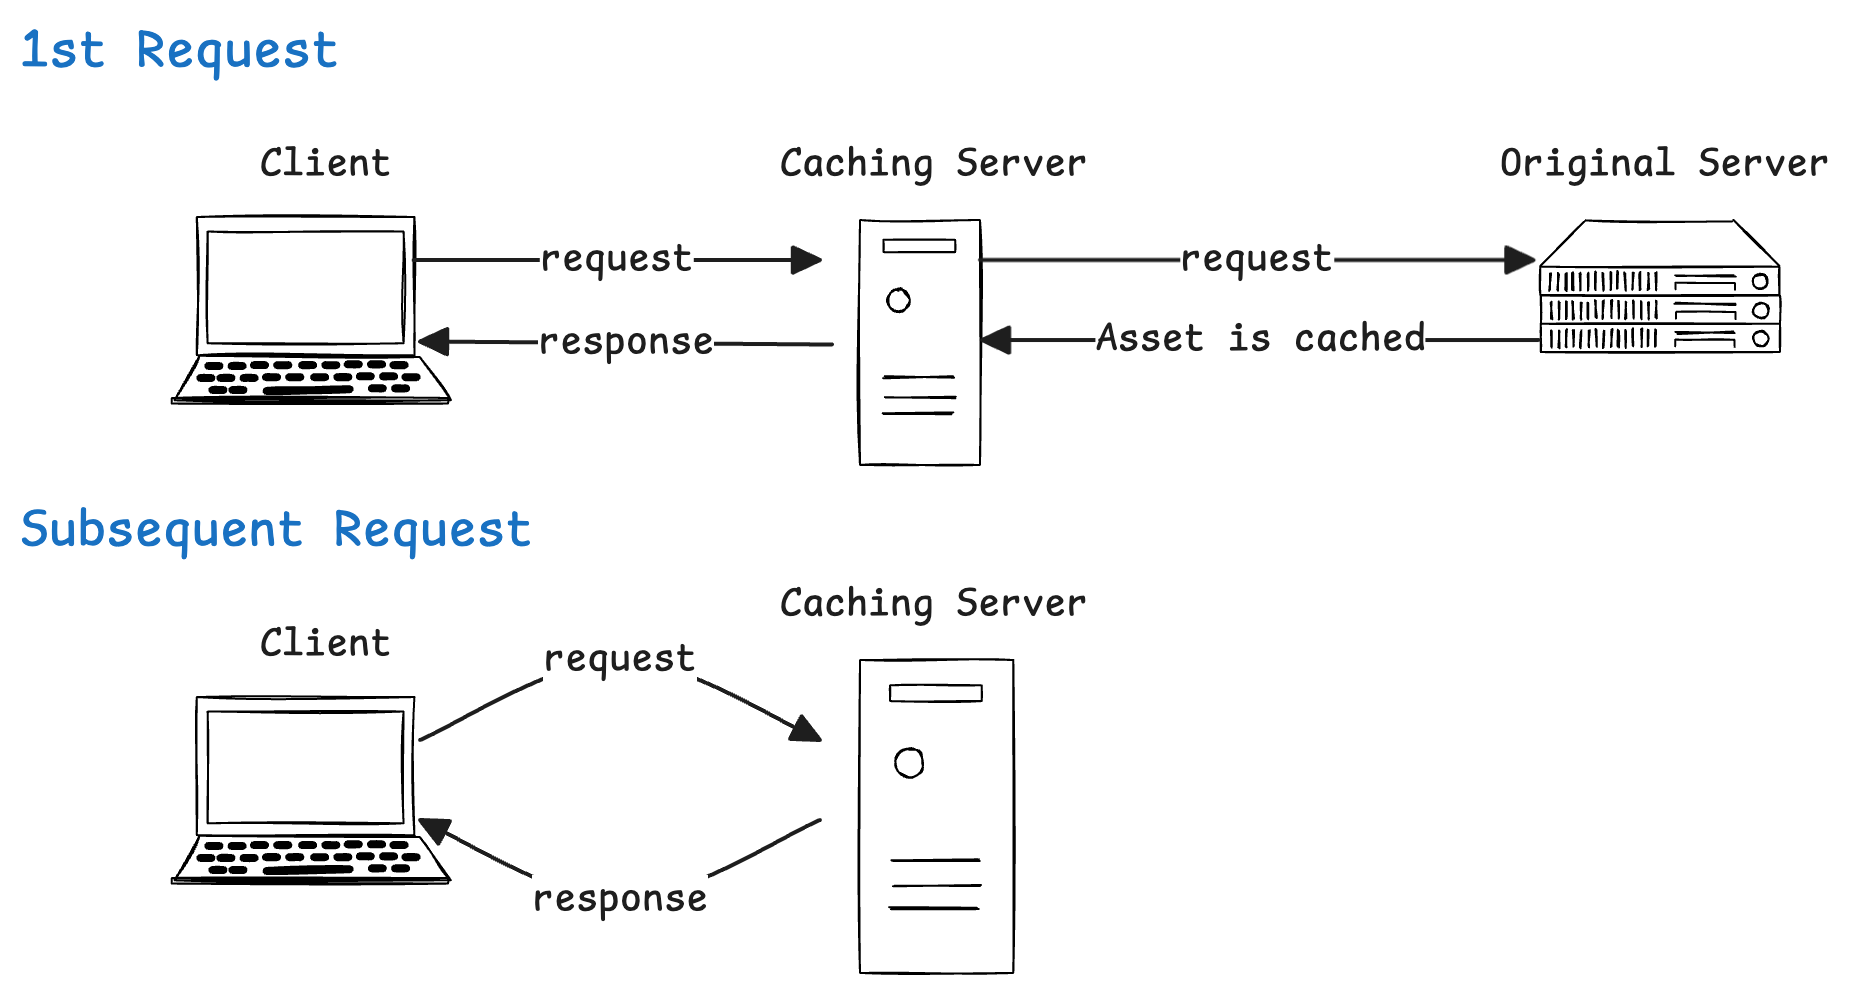 1st Request
Client
Caching Server
Original Server
request
request
response
Asset is cached
Subsequent Request
Caching Server
Client
request
response